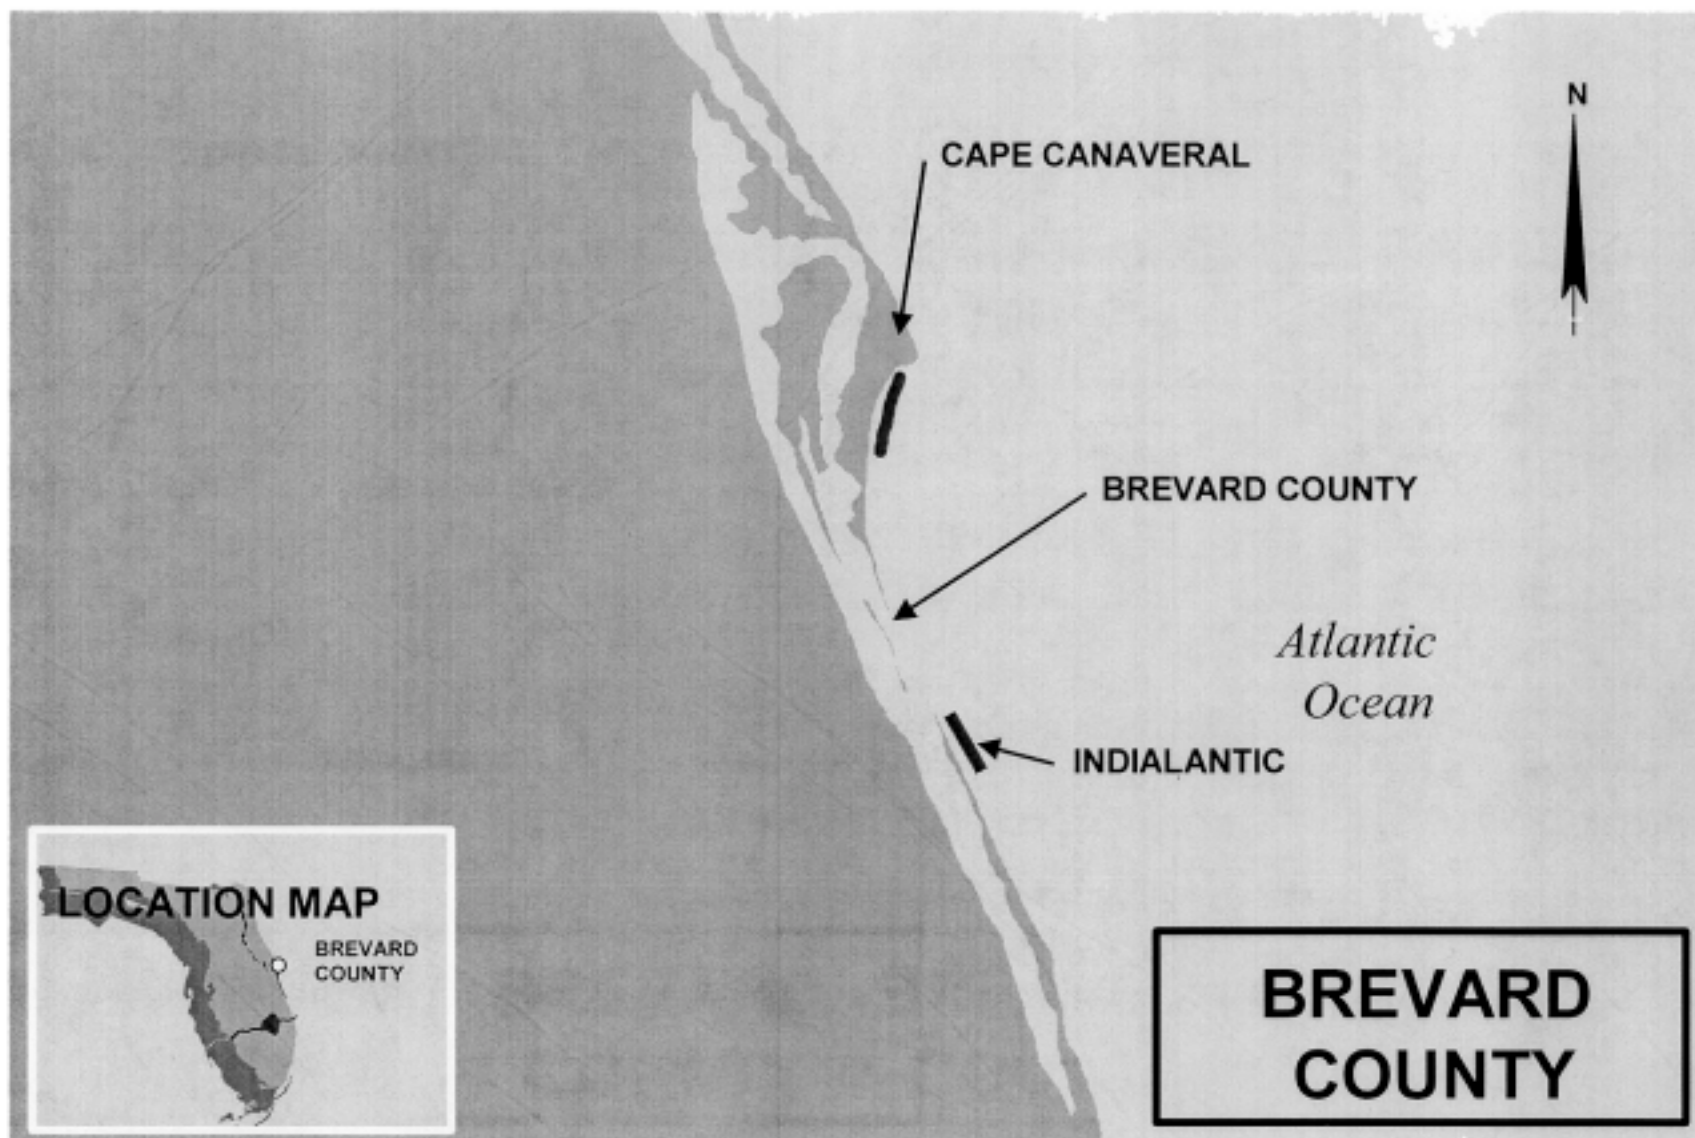 N
CAPE CANAVERAL
BREVARD COUNTY
Atlantic
Ocean
INDIALANTIC
LOCATION MAP
BREVARD
COUNTY
BREVARD
COUNTY